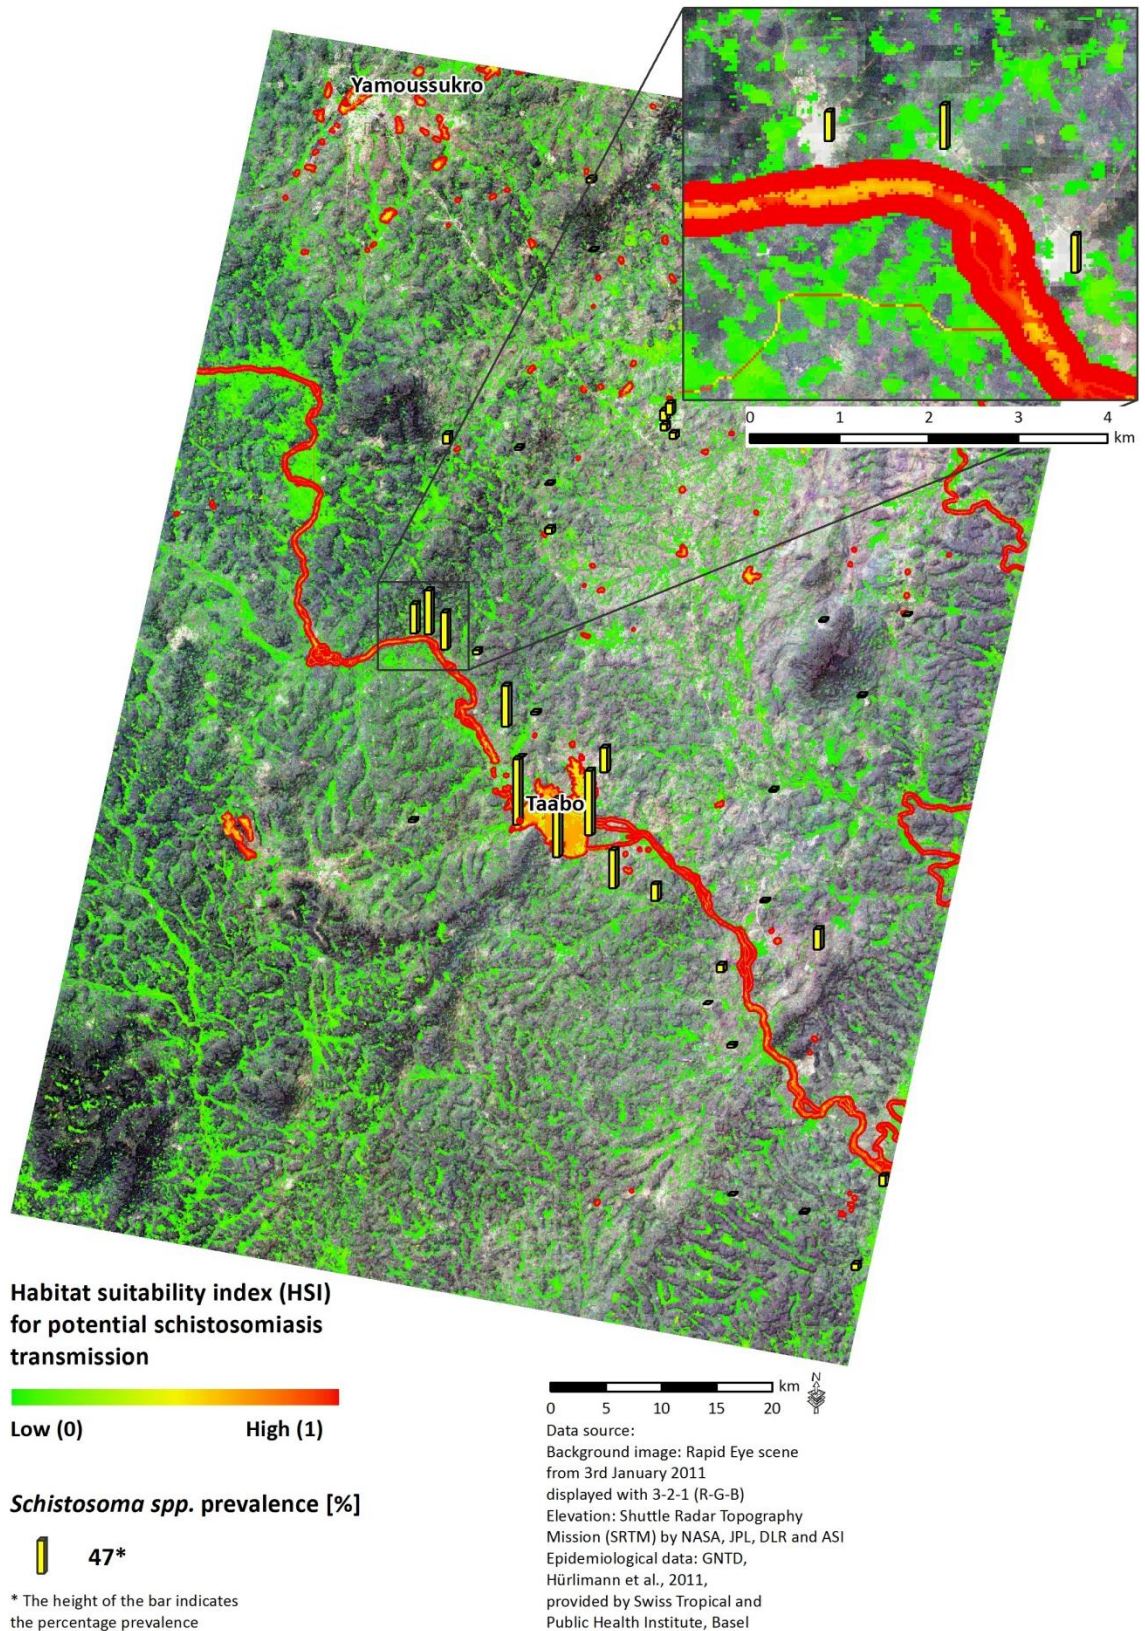 Yamoussukro
0 1 2 3 4
km
Taabo
Habitat suitability index (HSI)
for potential schistosomiasis
transmission
Low (0) High (1)
Schistosoma spp. prevalence [%]
47*
* The height of the bar indicates
the percentage prevalence
km
N
0 5 10 15 20
Data source:
Background image: Rapid Eye scene
from 3rd January 2011
displayed with 3-2-1 (R-G-B)
Elevation: Shuttle Radar Topography
Mission (SRTM) by NASA, JPL, DLR and ASI
Epidemiological data: GNTD,
Hürlimann et al., 2011,
provided by Swiss Tropical and
Public Health Institute, Basel